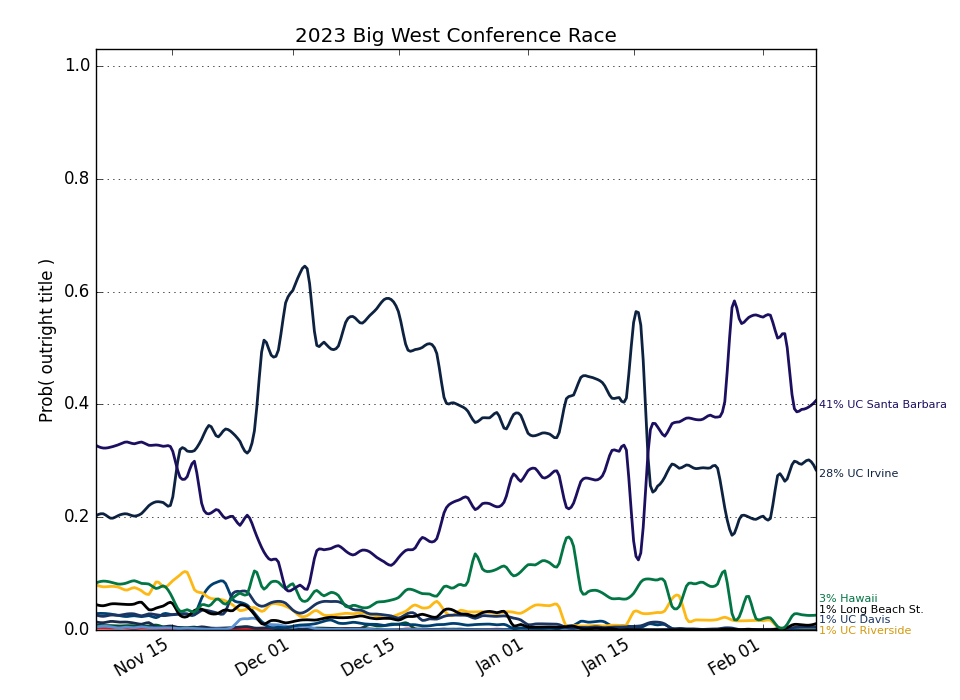 2023 Big West Conference Race
Prob( outright title )
1.0
0.8
0.6
0.4
0.2
0.0
41% UC Santa Barbara
28% UC Irvine
3% Hawaii
1% Long Beach St.
1% UC Davis
1% UC Riverside
Nov 15
Dec 01
Dec 15
Jan 01
Jan 15
Feb 01